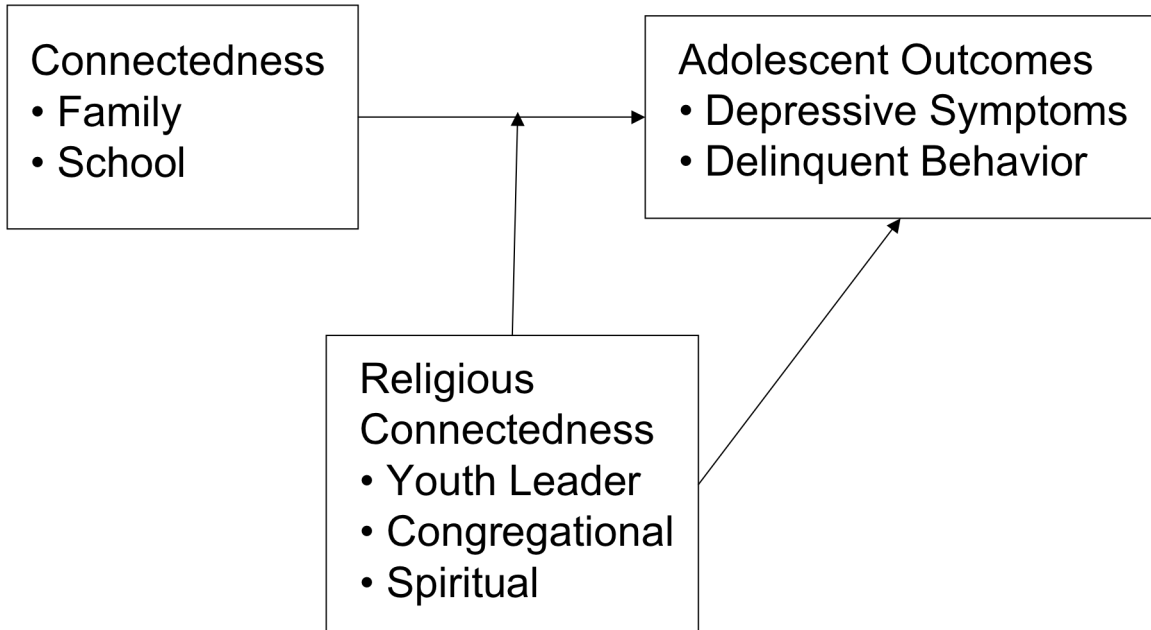 Connectedness
• Family
• School
Adolescent Outcomes
• Depressive Symptoms
• Delinquent Behavior
Religious
Connectedness
• Youth Leader
• Congregational
• Spiritual